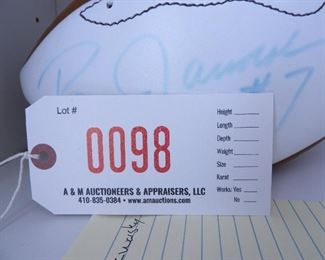 #7
Lot #
0098
Height
Length
Depth
Weight
Size
Karat
Works: Yes
No
A & M AUCTIONEERS & APPRAISERS, LLC
410-835-0384 • www.amauctions.com